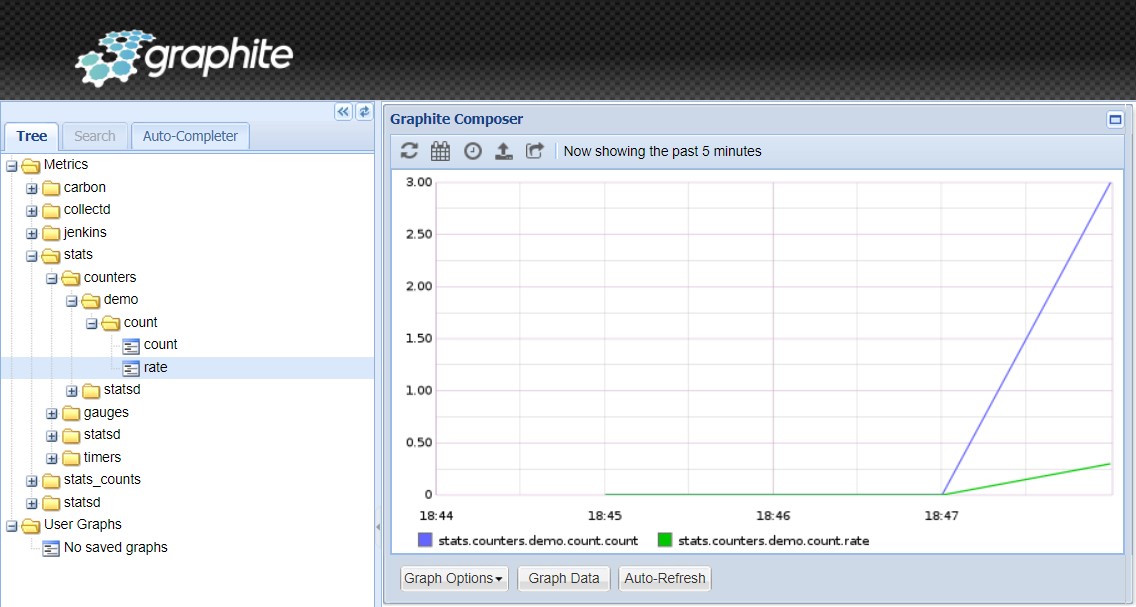 graphite
Tree Search Auto-Completer
Metrics
carbon
collectd
jenkins
stats
counters
demo
count
count
rate
statsd
gauges
statsd
timers
stats_counts
statsd
User Graphs
No saved graphs
Graphite Composer
Now showing the past 5 minutes
3.00
2.50
2.00
1.50
1.00
0.50
0
18:44 18:45 18:46 18:47
stats.counters.demo.count.count stats.counters.demo.count.rate
Graph Options Graph Data Auto-Refresh